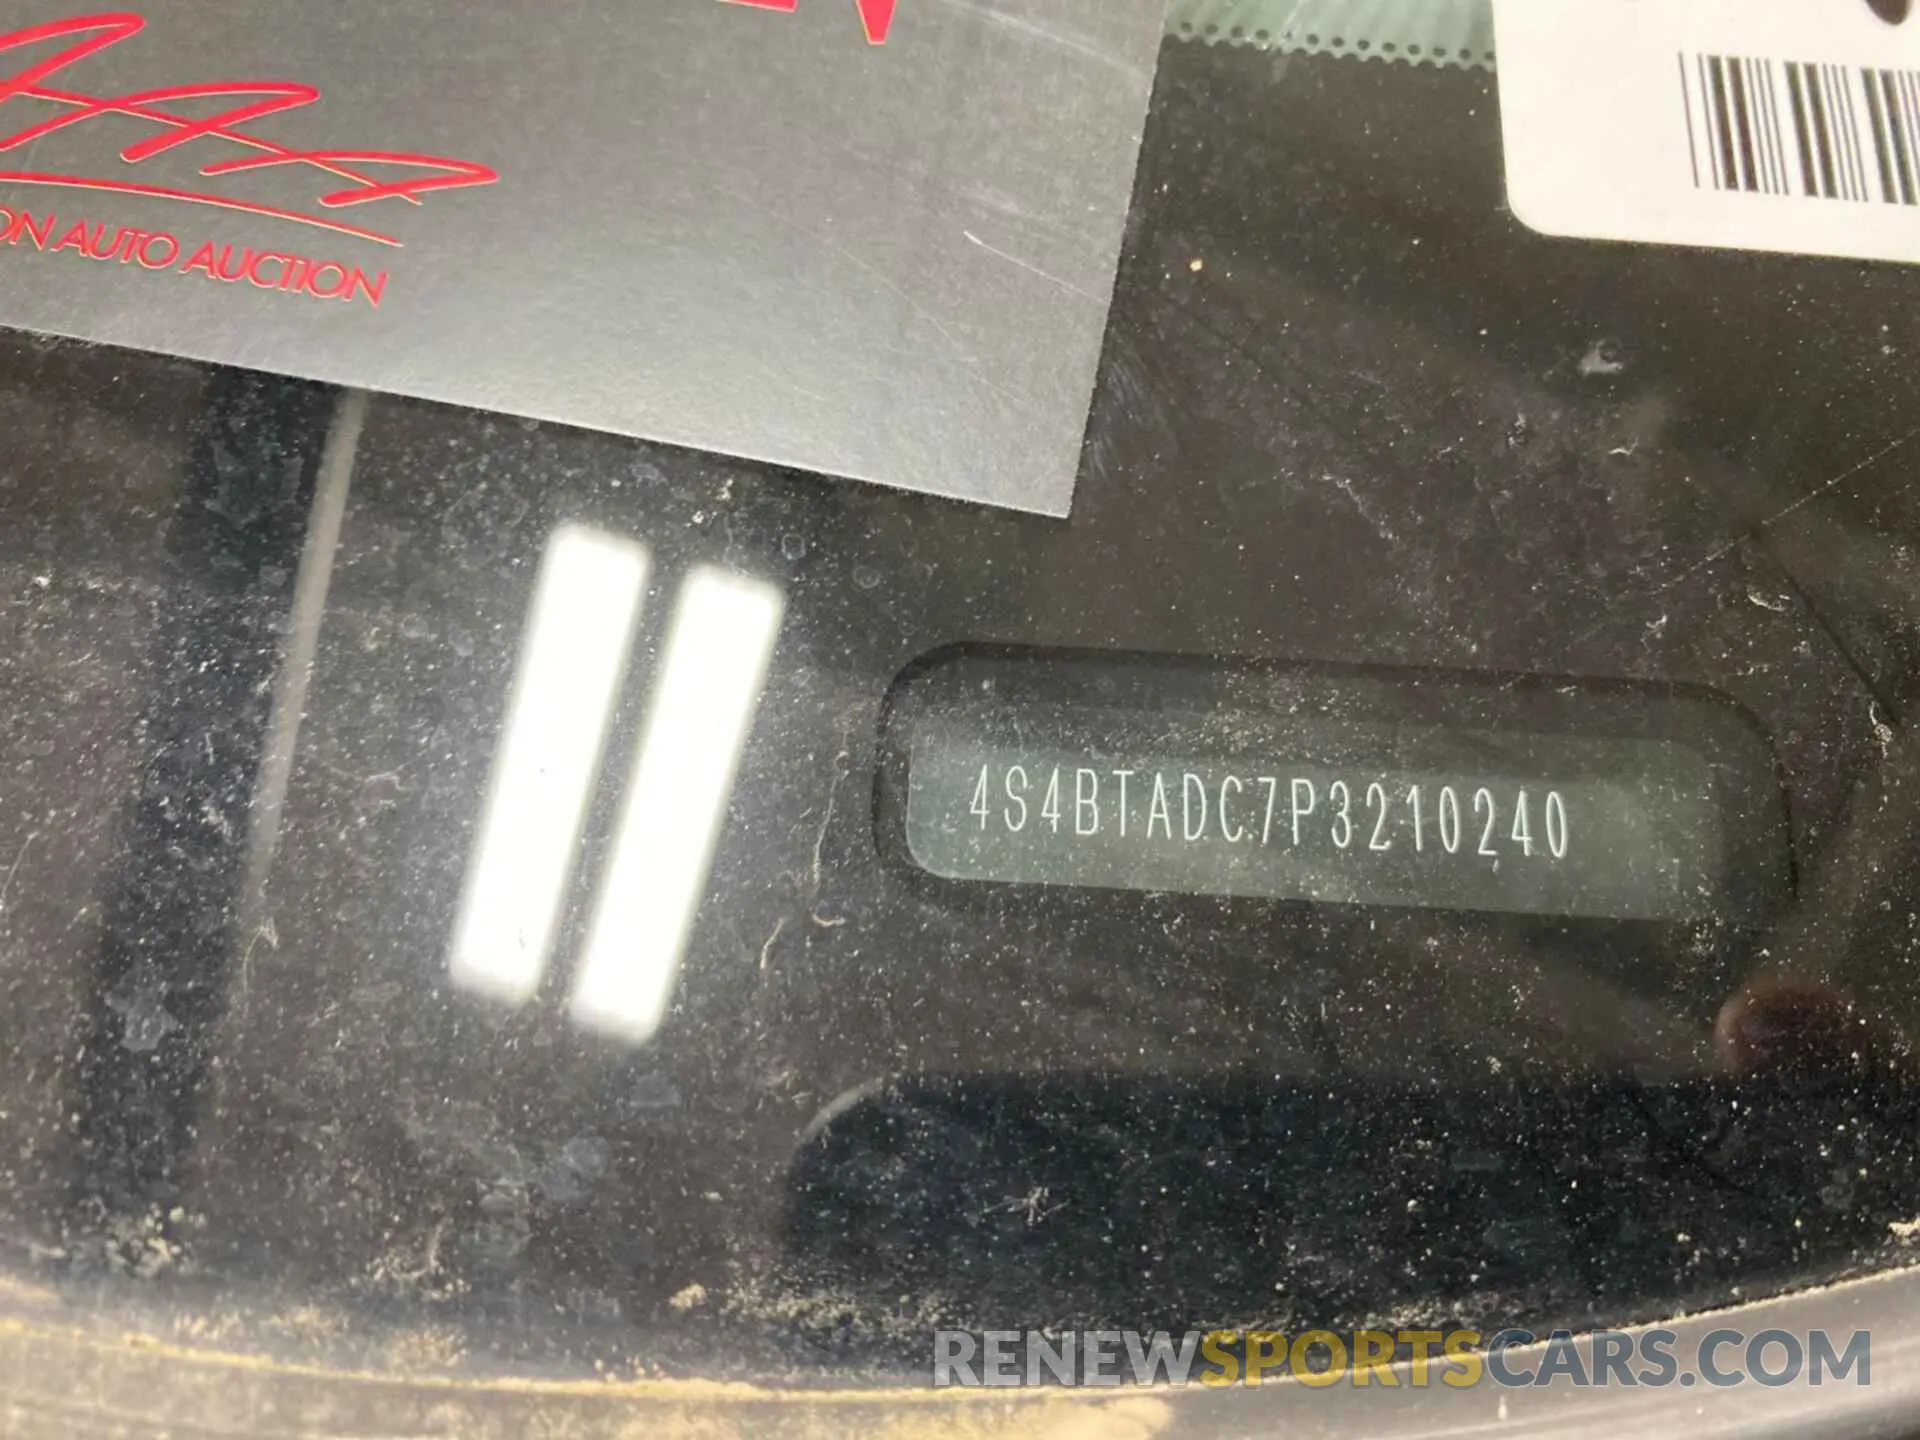 ON AUTO AUCTION
4S4BTADC7P3210240
RENEWSPORTSCARS.COM